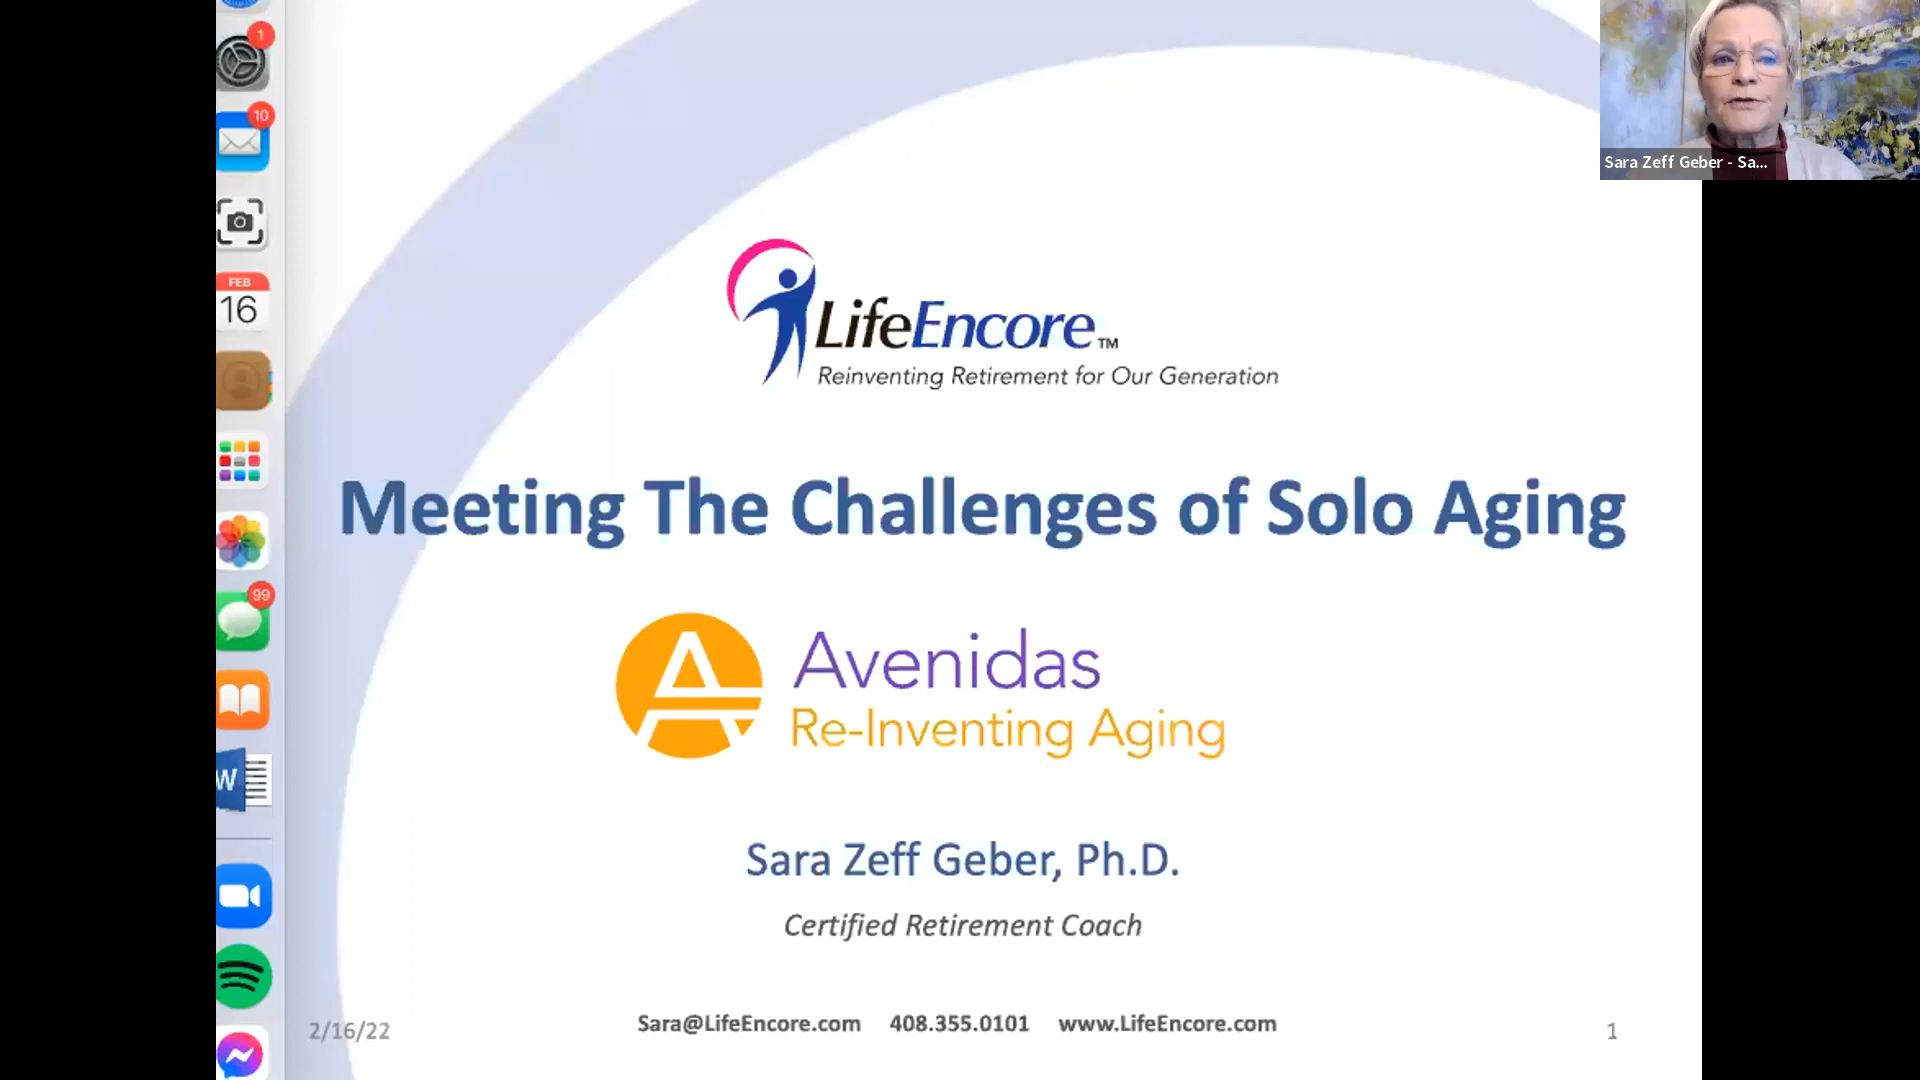 1
10
FEB
16
99
W
Sara Zeff Geber - Sa...
LifeEncore™
Reinventing Retirement for Our Generation
Meeting The Challenges of Solo Aging
A
Avenidas
Re-Inventing Aging
Sara Zeff Geber, Ph.D.
Certified Retirement Coach
2/16/22
Sara@LifeEncore.com 408.355.0101 www.LifeEncore.com
1